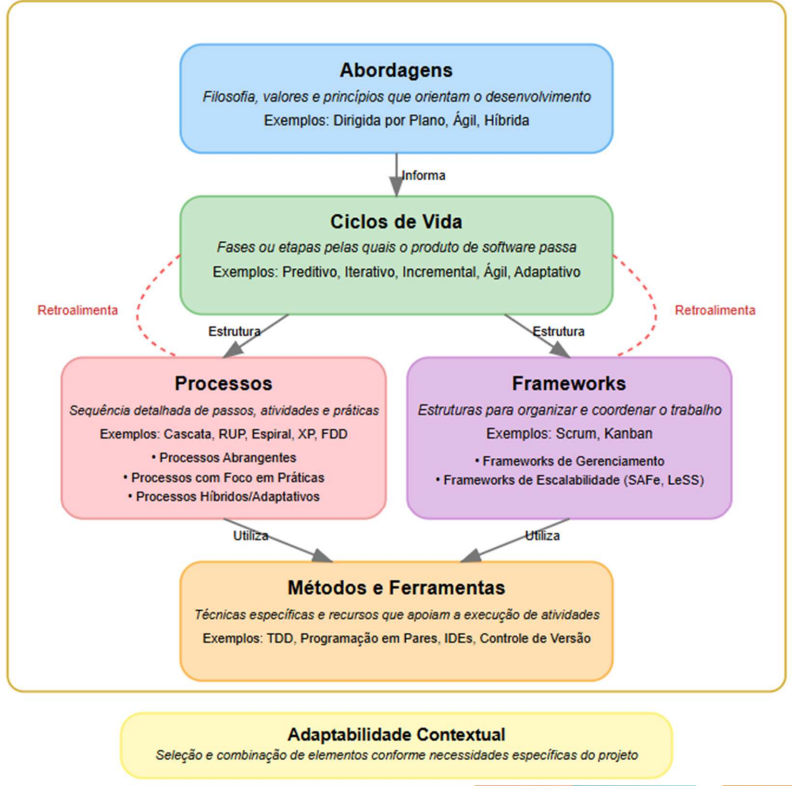 Abordagens
Filosofia, valores e princípios que orientam o desenvolvimento
Exemplos: Dirigida por Plano, Ágil, Híbrida
Informa
Ciclos de Vida
Fases ou etapas pelas quais o produto de software passa
Exemplos: Preditivo, Iterativo, Incremental, Ágil, Adaptativo
Retroalimenta
Retroalimenta
Estrutura
Estrutura
Processos
Sequência detalhada de passos, atividades e práticas
Exemplos: Cascata, RUP, Espiral, XP, FDD
• Processos Abrangentes
• Processos com Foco em Práticas
• Processos Híbridos/Adaptativos
Frameworks
Estruturas para organizar e coordenar o trabalho
Exemplos: Scrum, Kanban
• Frameworks de Gerenciamento
• Frameworks de Escalabilidade (SAFe, LeSS)
Utiliza
Utiliza
Métodos e Ferramentas
Técnicas específicas e recursos que apoiam a execução de atividades
Exemplos: TDD, Programação em Pares, IDEs, Controle de Versão
Adaptabilidade Contextual
Seleção e combinação de elementos conforme necessidades específicas do projeto